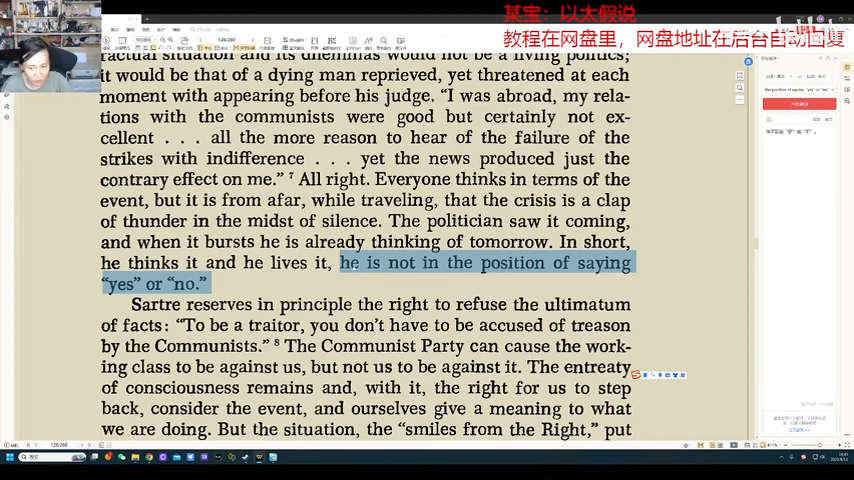 某宝：以太假说
教程在网盘里，网盘地址在后台自动回复
factual situation and its dilemmas would not be a living politics;
it would be that of a dying man reprieved, yet threatened at each
moment with appearing before his judge. “I was abroad, my rela-
tions with the communists were good but certainly not ex-
cellent . . . all the more reason to hear of the failure of the
strikes with indifference . . . yet the news produced just the
contrary effect on me.” 7 All right. Everyone thinks in terms of the
event, but it is from afar, while traveling, that the crisis is a clap
of thunder in the midst of silence. The politician saw it coming,
and when it bursts he is already thinking of tomorrow. In short,
he thinks it and he lives it, he is not in the position of saying
“yes” or “no.”
Sartre reserves in principle the right to refuse the ultimatum
of facts: “To be a traitor, you don’t have to be accused of treason
by the Communists.” 8 The Communist Party can cause the work-
ing class to be against us, but not us to be against it. The entreaty
of consciousness remains and, with it, the right for us to step
back, consider the event, and ourselves give a meaning to what
we are doing. But the situation, the “smiles from the Right,” put
the position of saying "yes" or "no."
128/260